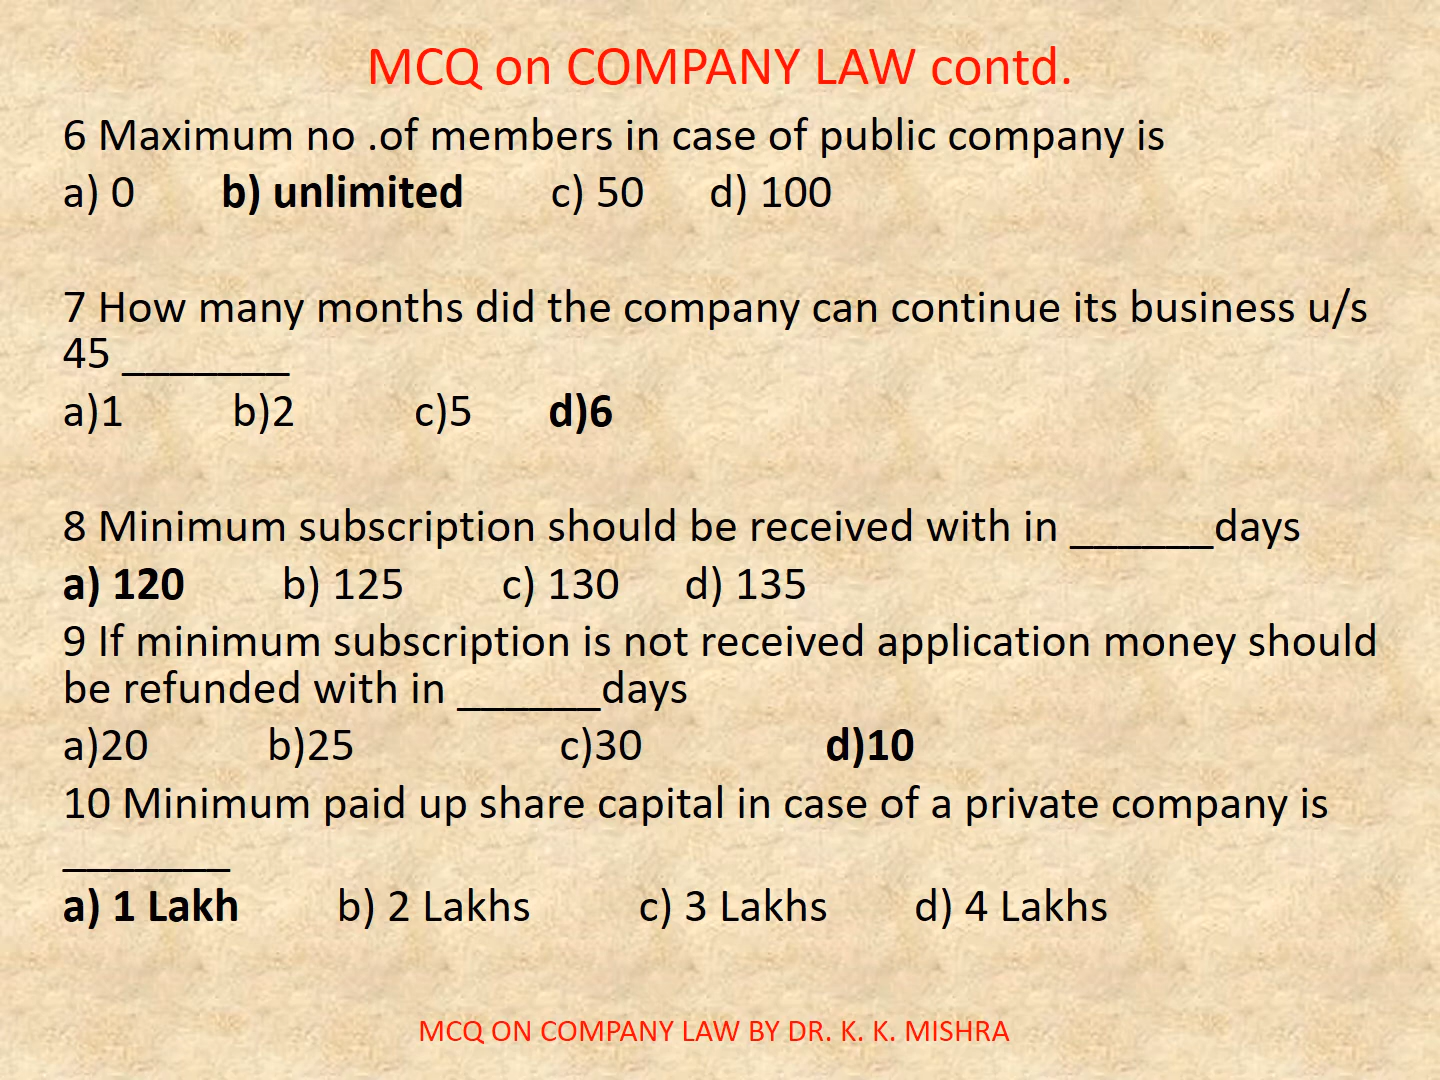 MCQ on COMPANY LAW contd.
6 Maximum no .of members in case of public company is
a) 0 b) unlimited c) 50 d) 100
7 How many months did the company can continue its business u/s
45 _______
a)1 b)2 c)5 d)6
8 Minimum subscription should be received with in ______days
a) 120 b) 125 c) 130 d) 135
9 If minimum subscription is not received application money should
be refunded with in ______days
a)20 b)25 c)30 d)10
10 Minimum paid up share capital in case of a private company is
_______
a) 1 Lakh b) 2 Lakhs c) 3 Lakhs d) 4 Lakhs
MCQ ON COMPANY LAW BY DR. K. K. MISHRA